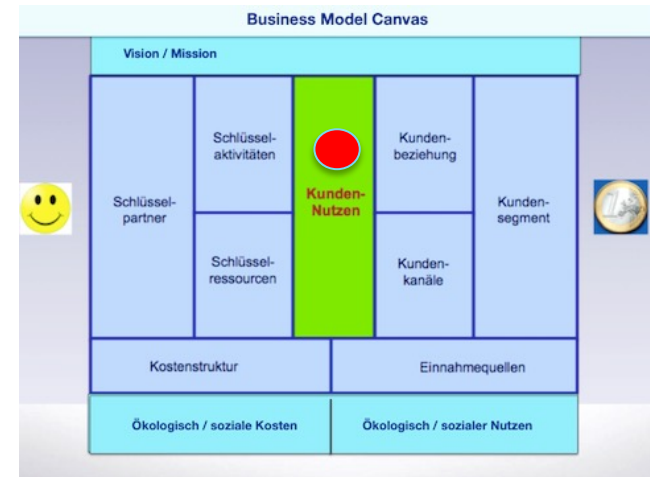 Business Model Canvas
Vision / Mission
Schlüssel-
partner
Schlüssel-
aktivitäten
Schlüssel-
ressourcen
Kunden-
Nutzen
Kunden-
beziehung
Kunden-
kanäle
Kunden-
segment
Kostenstruktur
Einnahmequellen
Ökologisch / soziale Kosten
Ökologisch / sozialer Nutzen